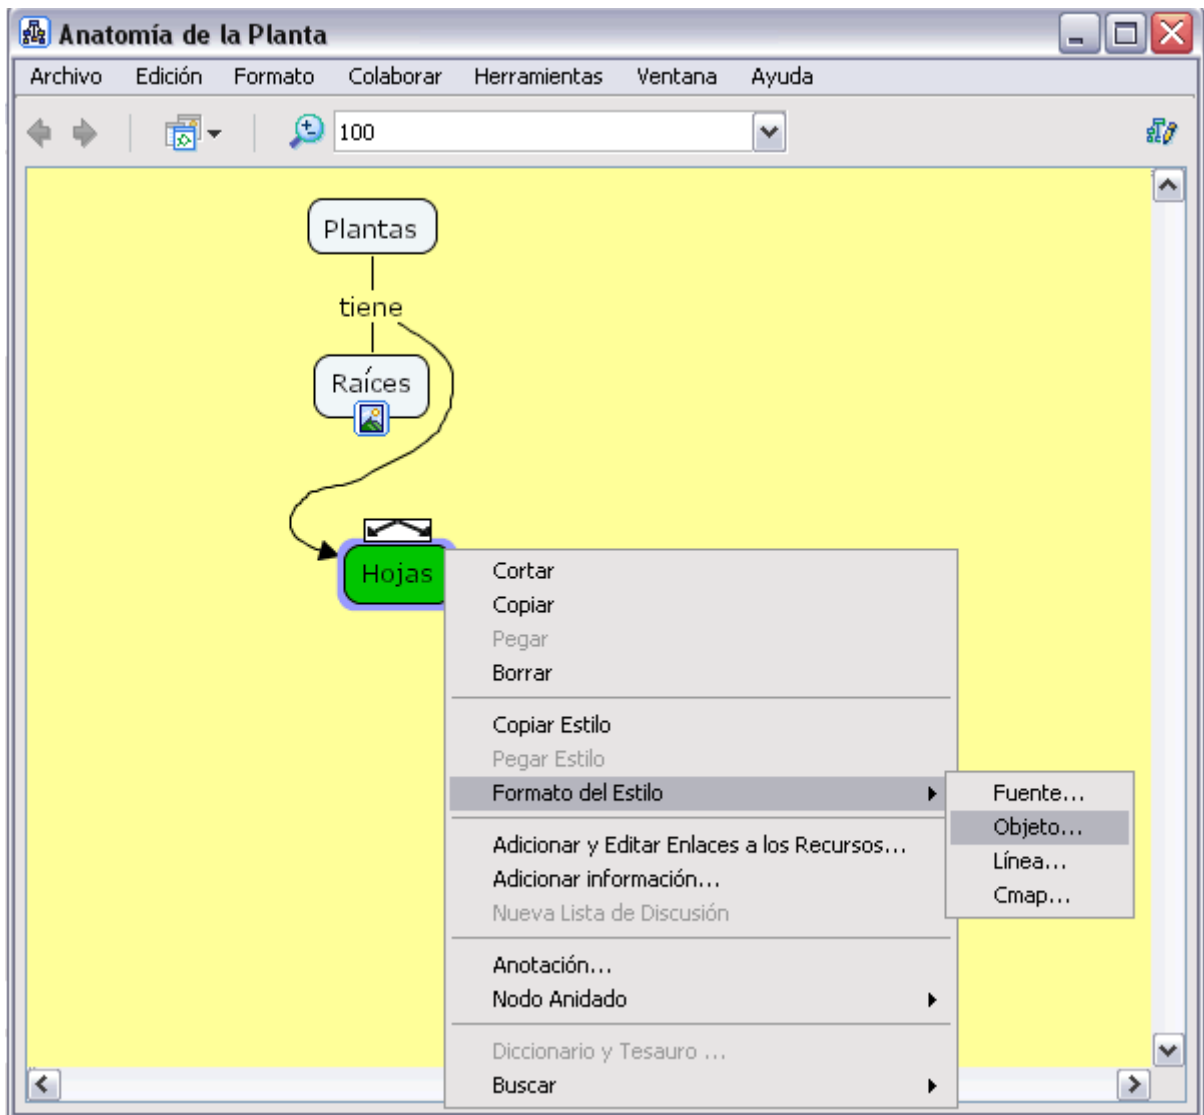 Anatomía de la Planta
Archivo Edición Formato Colaborar Herramientas Ventana Ayuda
100
Plantas
tiene
Raíces
Hojas
Cortar
Copiar
Pegar
Borrar
Copiar Estilo
Pegar Estilo
Formato del Estilo
Fuente...
Objeto...
Línea...
Cmap...
Adicionar y Editar Enlaces a los Recursos...
Adicionar información...
Nueva Lista de Discusión
Anotación...
Nodo Anidado
Diccionario y Tesauro ...
Buscar